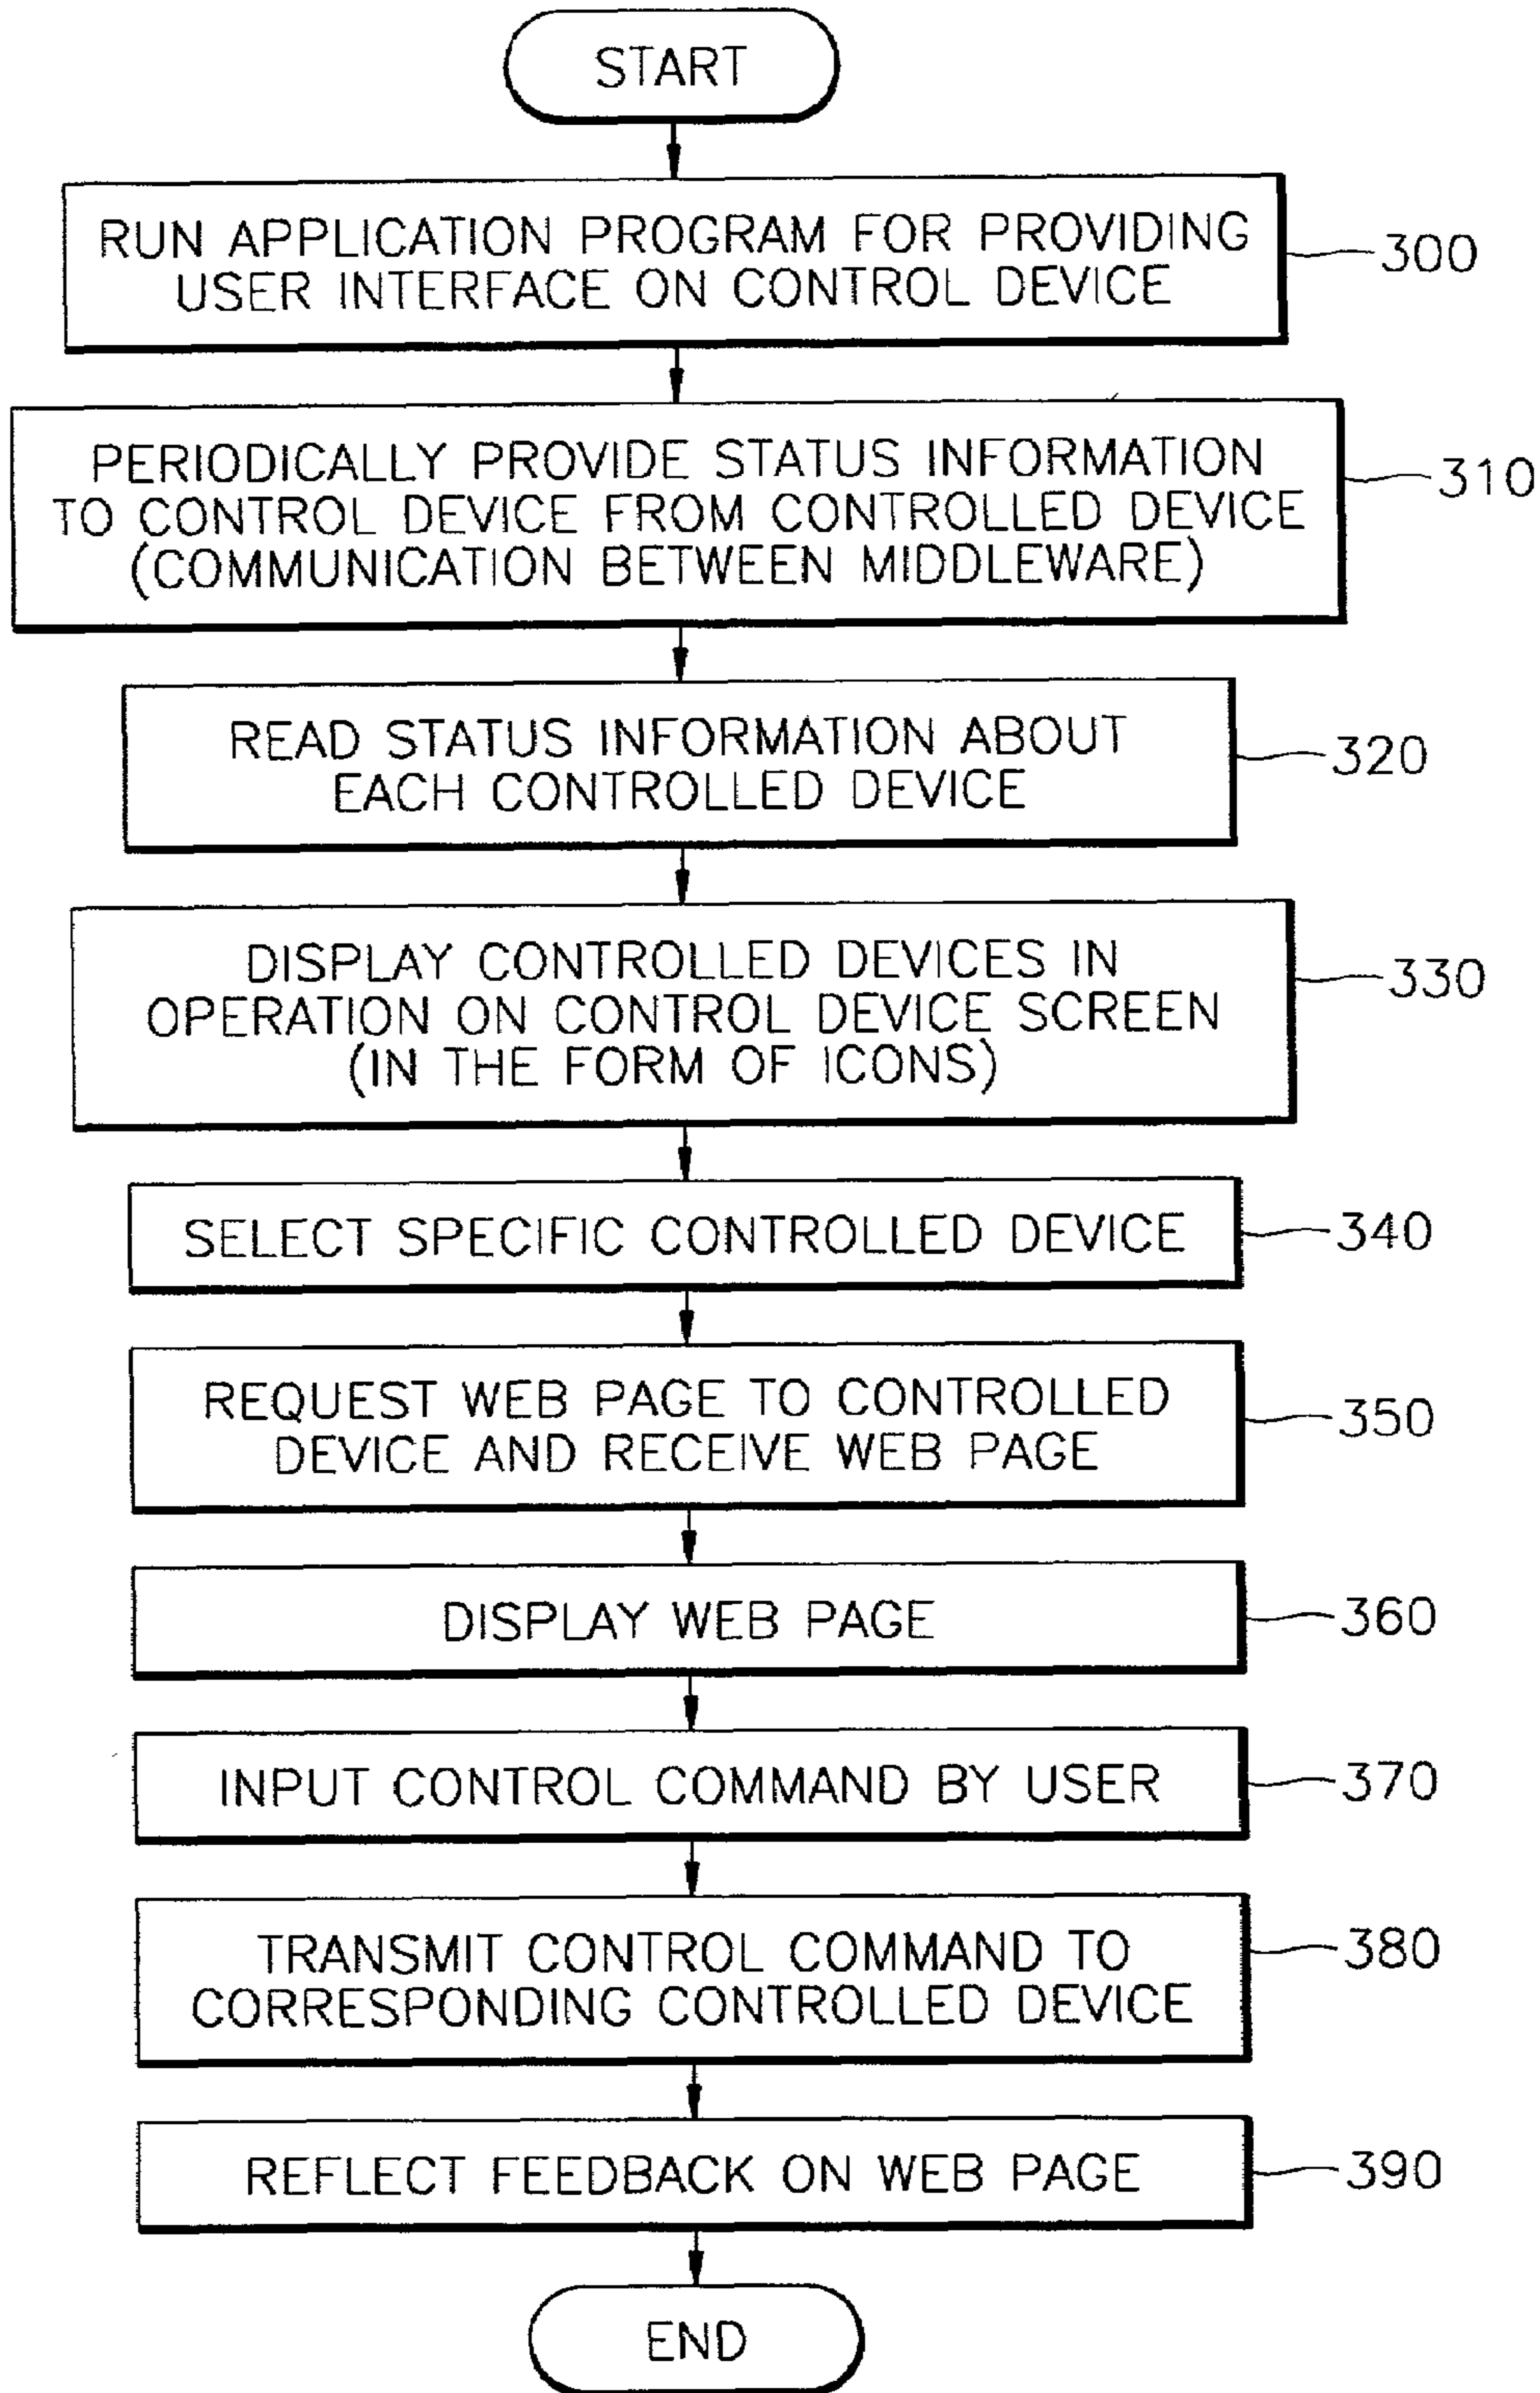 START
RUN APPLICATION PROGRAM FOR PROVIDING
USER INTERFACE ON CONTROL DEVICE
300
PERIODICALLY PROVIDE STATUS INFORMATION
TO CONTROL DEVICE FROM CONTROLLED DEVICE
(COMMUNICATION BETWEEN MIDDLEWARE)
310
READ STATUS INFORMATION ABOUT
EACH CONTROLLED DEVICE
320
DISPLAY CONTROLLED DEVICES IN
OPERATION ON CONTROL DEVICE SCREEN
(IN THE FORM OF ICONS)
330
SELECT SPECIFIC CONTROLLED DEVICE
340
REQUEST WEB PAGE TO CONTROLLED
DEVICE AND RECEIVE WEB PAGE
350
DISPLAY WEB PAGE
360
INPUT CONTROL COMMAND BY USER
370
TRANSMIT CONTROL COMMAND TO
CORRESPONDING CONTROLLED DEVICE
380
REFLECT FEEDBACK ON WEB PAGE
390
END